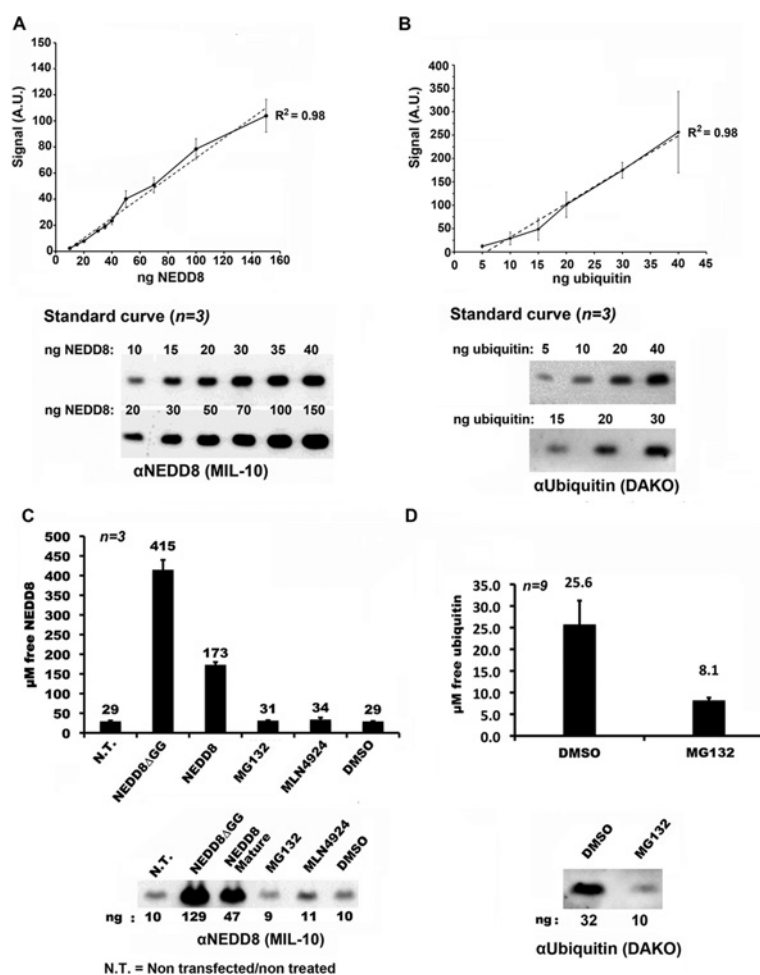 A
Signal (A.U.)
150
140
120
100
80
60
40
20
0
0 20 40 60 80 100 120 140 160
ng NEDD8
R² = 0.98
Standard curve (n=3)
ng NEDD8: 10 15 20 30 35 40
ng NEDD8: 20 30 50 70 100 150
αNEDD8 (MIL-10)
B
Signal (A.U.)
400
350
300
250
200
150
100
50
0
0 5 10 15 20 25 30 35 40 45
ng ubiquitin
R² = 0.98
Standard curve (n=3)
ng ubiquitin: 5 10 20 40
ng ubiquitin: 15 20 30
αUbiquitin (DAKO)
C
µM free NEDD8
500
450
400
350
300
250
200
150
100
50
0
n=3
29 415 173 31 34 29
N.T. NEDD8ΔGG NEDD8 MG132 MLN4924 DMSO
N.T. NEDD8ΔGG NEDD8 Mature MG132 MLN4924 DMSO
ng : 10 129 47 9 11 10
αNEDD8 (MIL-10)
N.T. = Non transfected/non treated
D
µM free ubiquitin
35.0
30.0
25.0
20.0
15.0
10.0
5.0
0.0
n=9
25.6 8.1
DMSO MG132
DMSO MG132
ng: 32 10
αUbiquitin (DAKO)